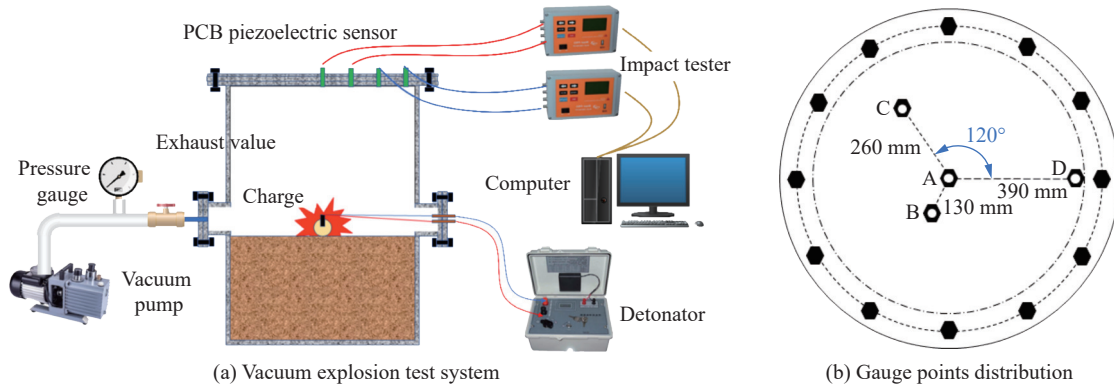 PCB piezoelectric sensor
Impact tester
Exhaust value
Pressure
gauge
Charge
Computer
Vacuum
pump
Detonator
(a) Vacuum explosion test system
C
260 mm
120°
A
D
390 mm
B
130 mm
(b) Gauge points distribution